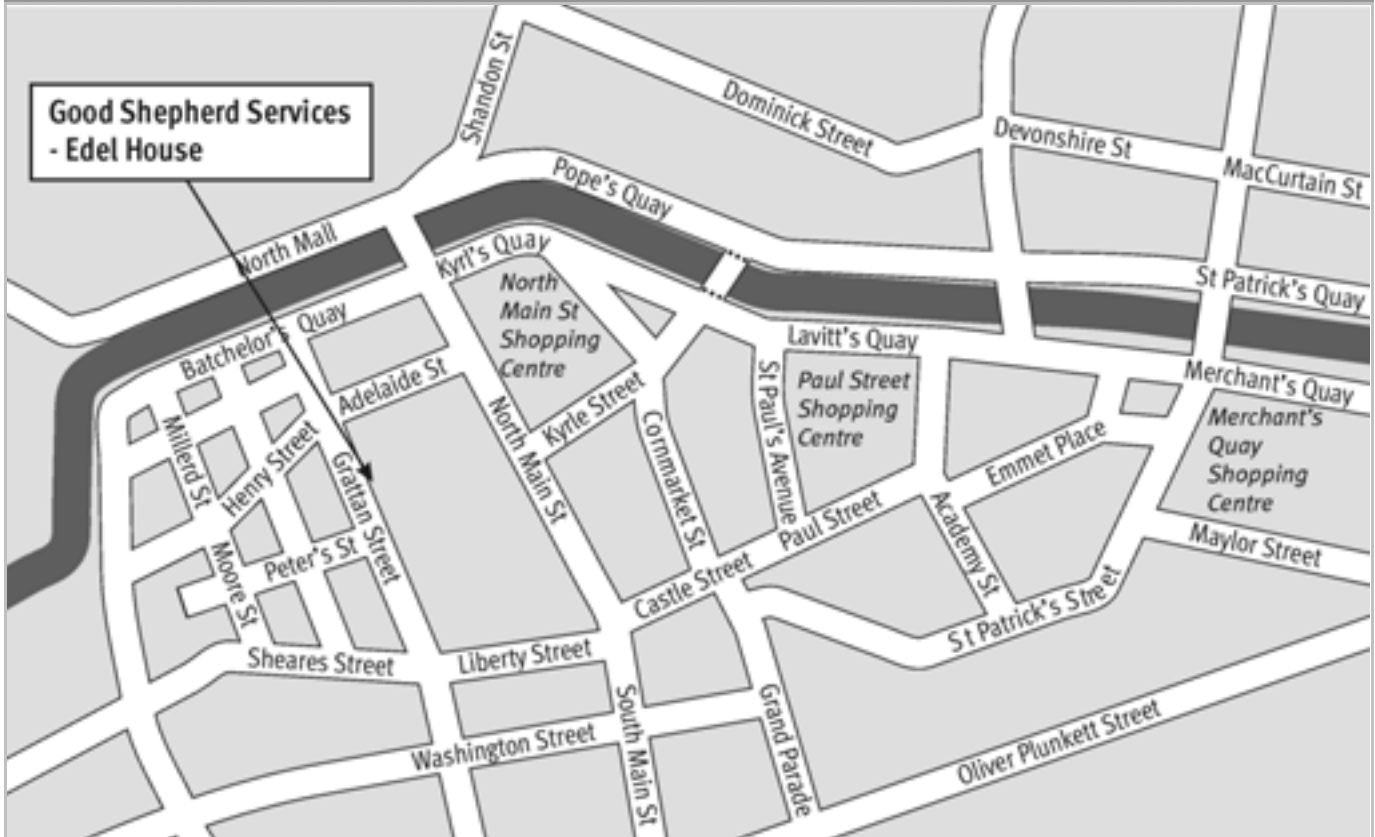 Good Shepherd Services
- Edel House
Shandon St
Dominick Street
Devonshire St
MacCurtain St
Pope's Quay
North Mall
Kyrl's Quay
North
Main St
Shopping
Centre
St Patrick's Quay
Batchelor's Quay
Lavitt's Quay
Merchant's Quay
Adelaide St
Kyrle Street
St Paul's Avenue
Paul Street
Shopping
Centre
Merchant's
Quay
Shopping
Centre
Millerd St
Henry Street
Grattan Street
North Main St
Cornmarket St
Emmet Place
Paul Street
Academy St
Maylor Street
Moore St
Peter's St
Castle Street
St Patrick's Street
Sheares Street
Liberty Street
South Main St
Grand Parade
Washington Street
Oliver Plunkett Street